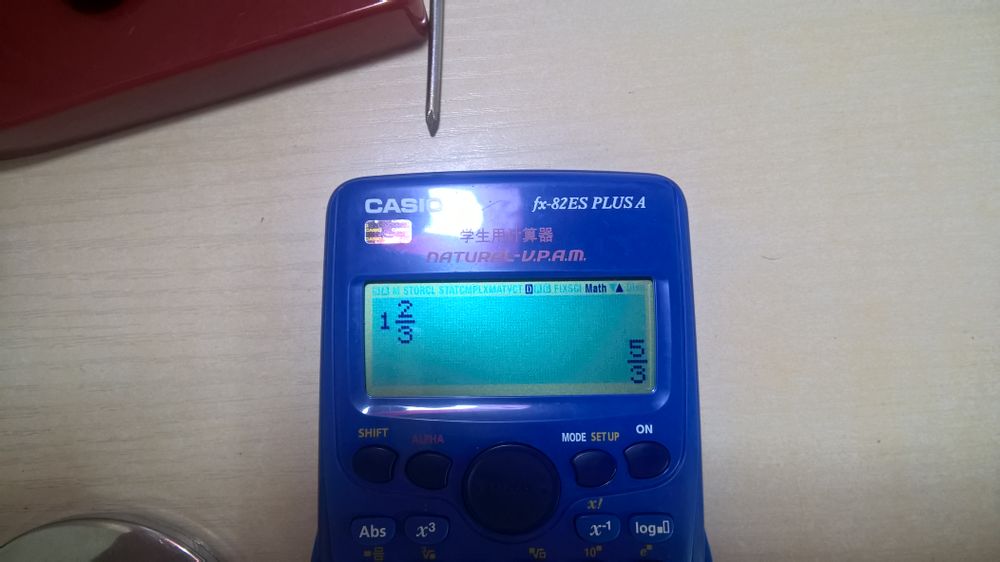 CASIO fx-82ES PLUS A
学生用计算器
NATURAL-V.P.A.M.
Math ▲
1 2/3
5/3
SHIFT ALPHA MODE SETUP ON
x!
Abs x³ x⁻¹ log